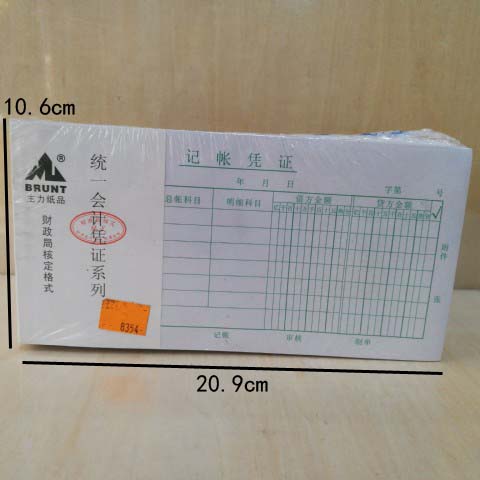 10.6cm
BRUNT
®
主力纸品
财政局核定格式
统一会计凭证系列
8354
记帐凭证
年 月 日
字第 号
总帐科目 明细科目 借方金额 贷方金额 √
附件 张
记账 审核 制单
20.9cm